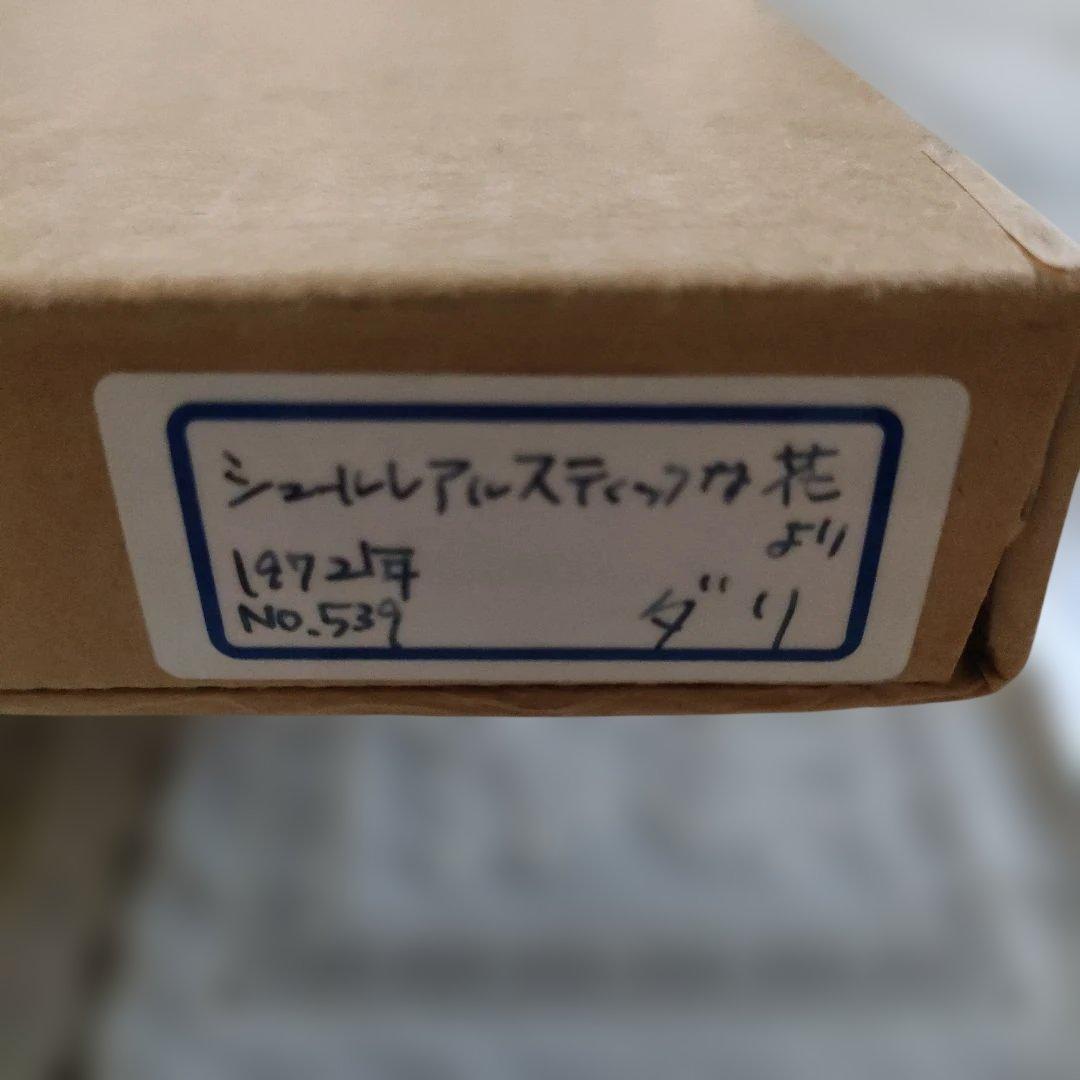 シュールレアルスティックな花
より
1972年
No.539
ダリ